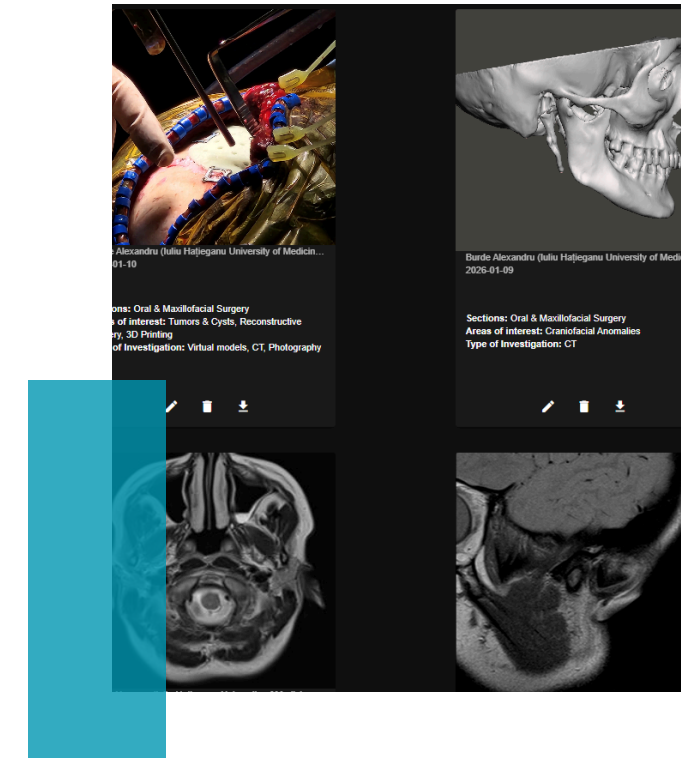 Alexandru (Iuliu Hațieganu University of Medicin...
01-10
ons: Oral & Maxillofacial Surgery
of interest: Tumors & Cysts, Reconstructive
ery, 3D Printing
of Investigation: Virtual models, CT, Photography
Burde Alexandru (Iuliu Hațieganu University of Medi
2026-01-09
Sections: Oral & Maxillofacial Surgery
Areas of interest: Craniofacial Anomalies
Type of Investigation: CT